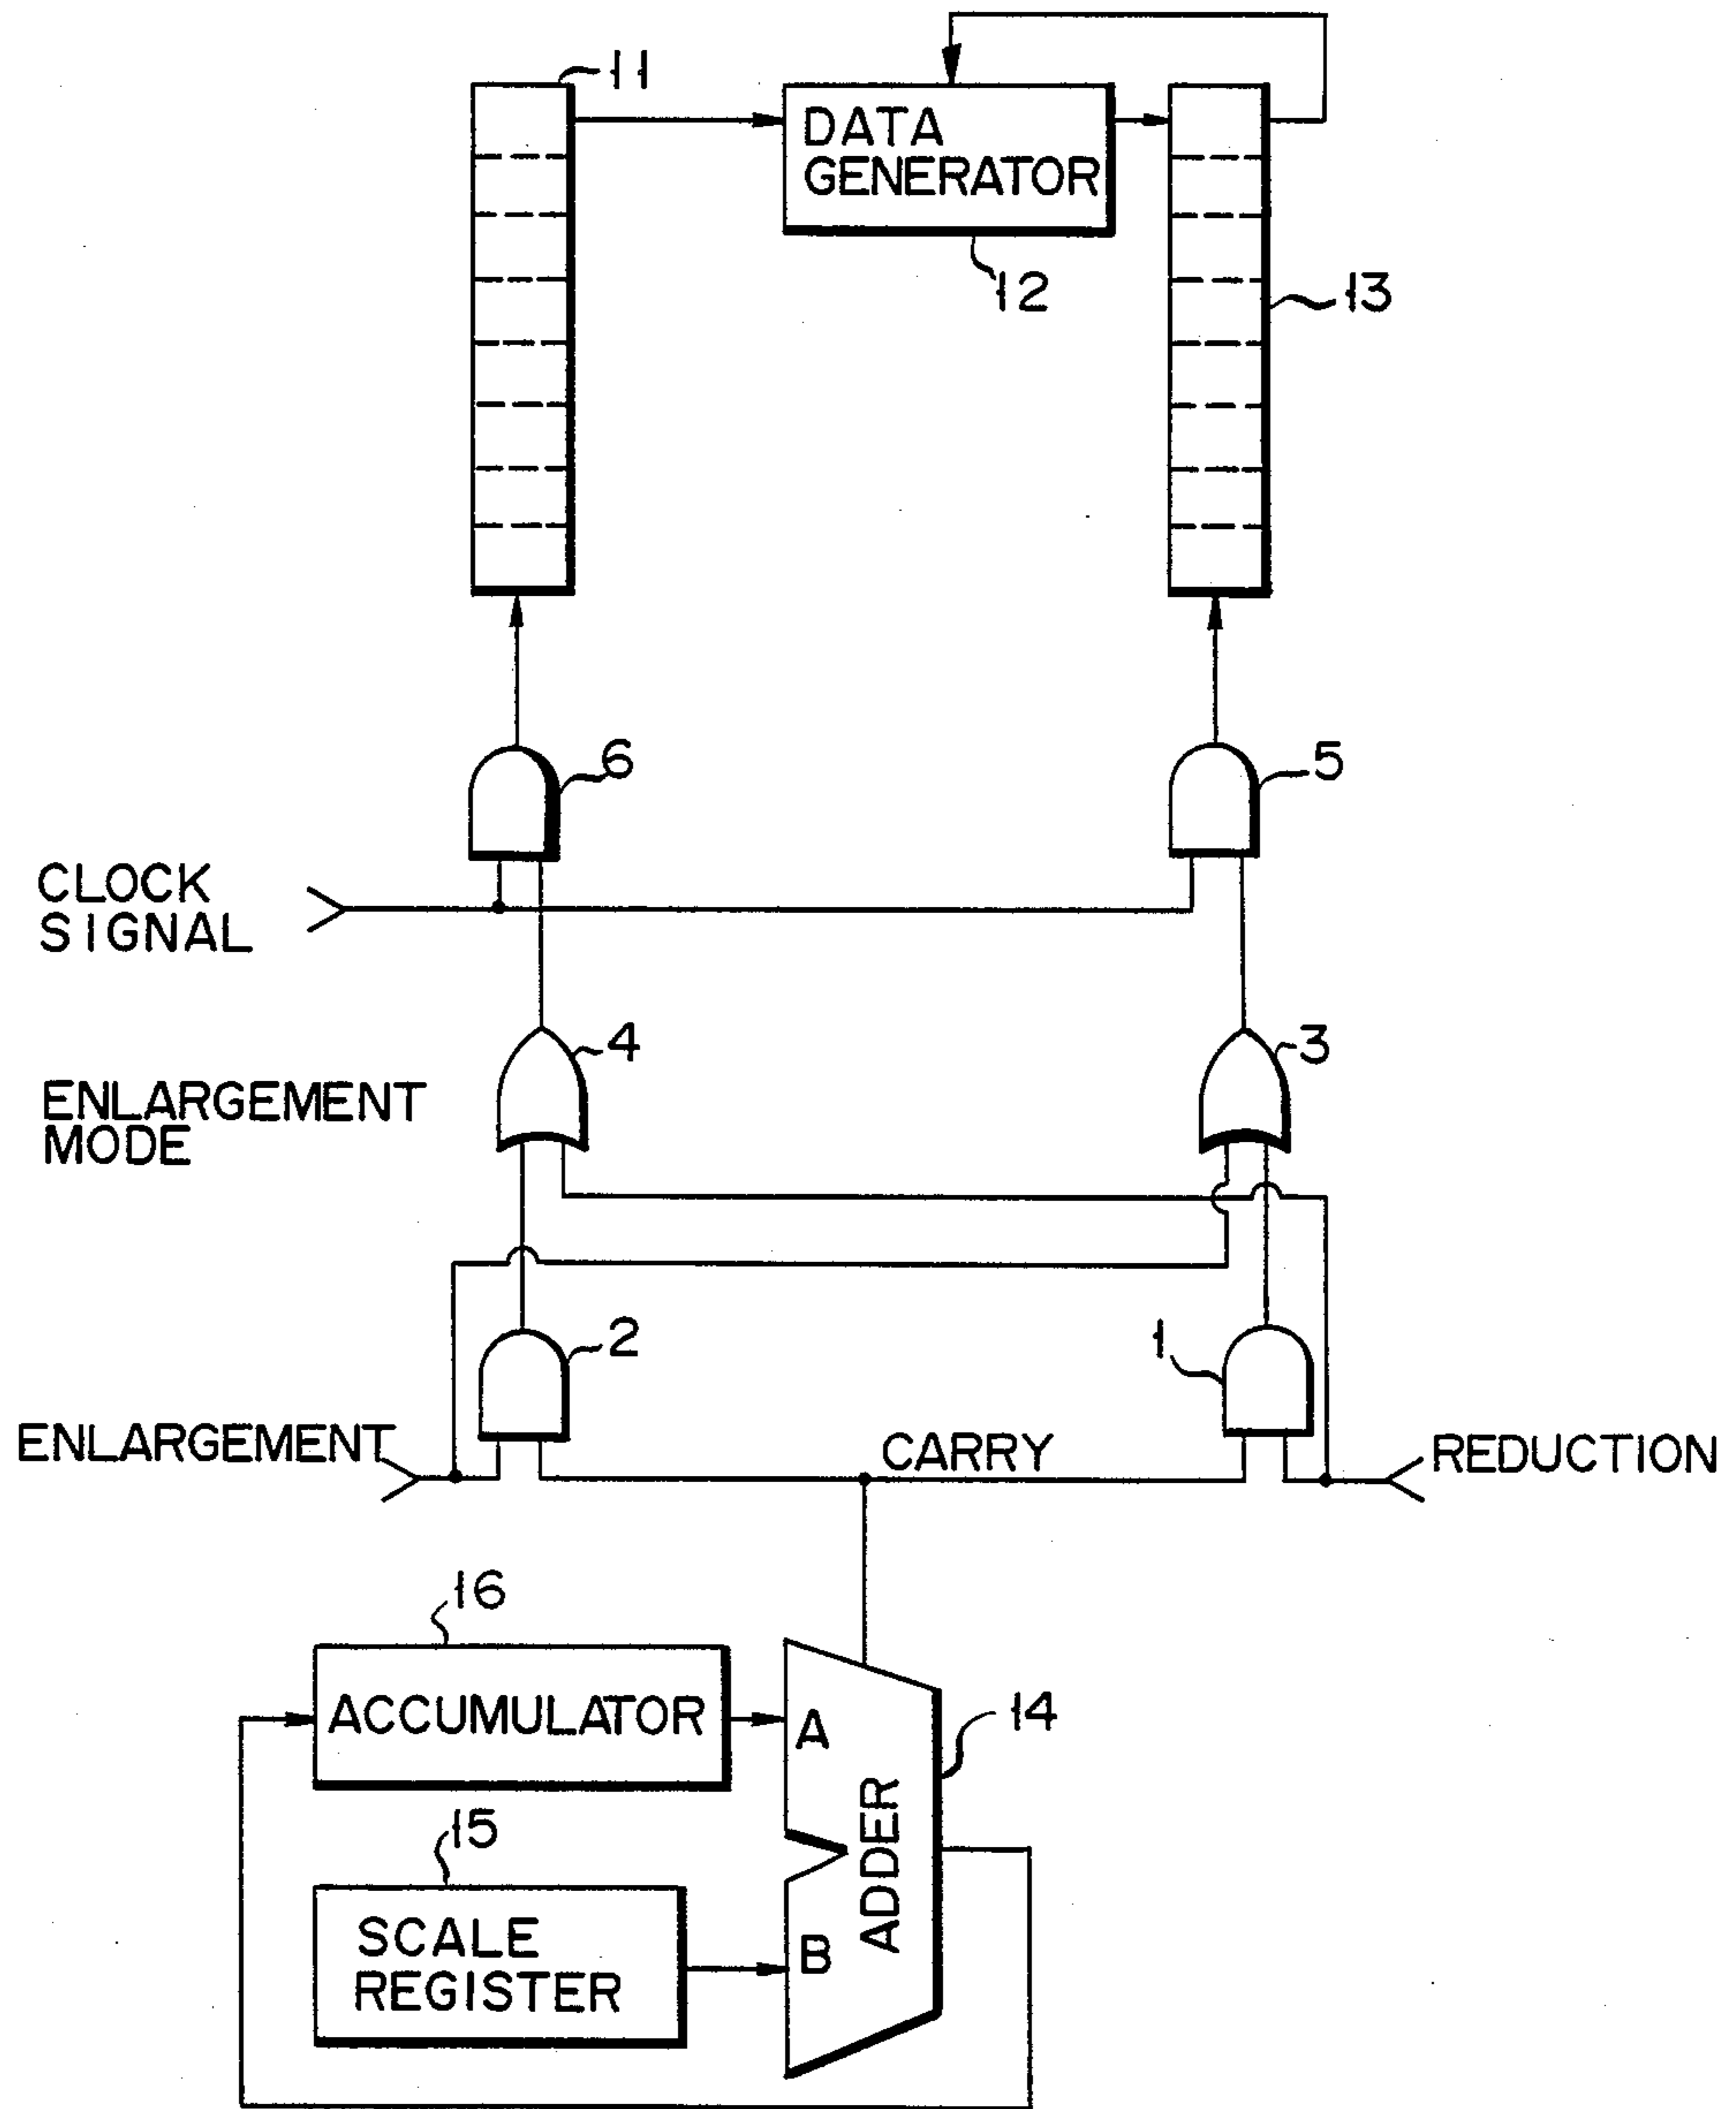 11
DATA
GENERATOR
12
13
6
5
CLOCK
SIGNAL
4
3
ENLARGEMENT
MODE
2
1
ENLARGEMENT
CARRY
REDUCTION
16
ACCUMULATOR
A
14
ADDER
15
SCALE
REGISTER
B